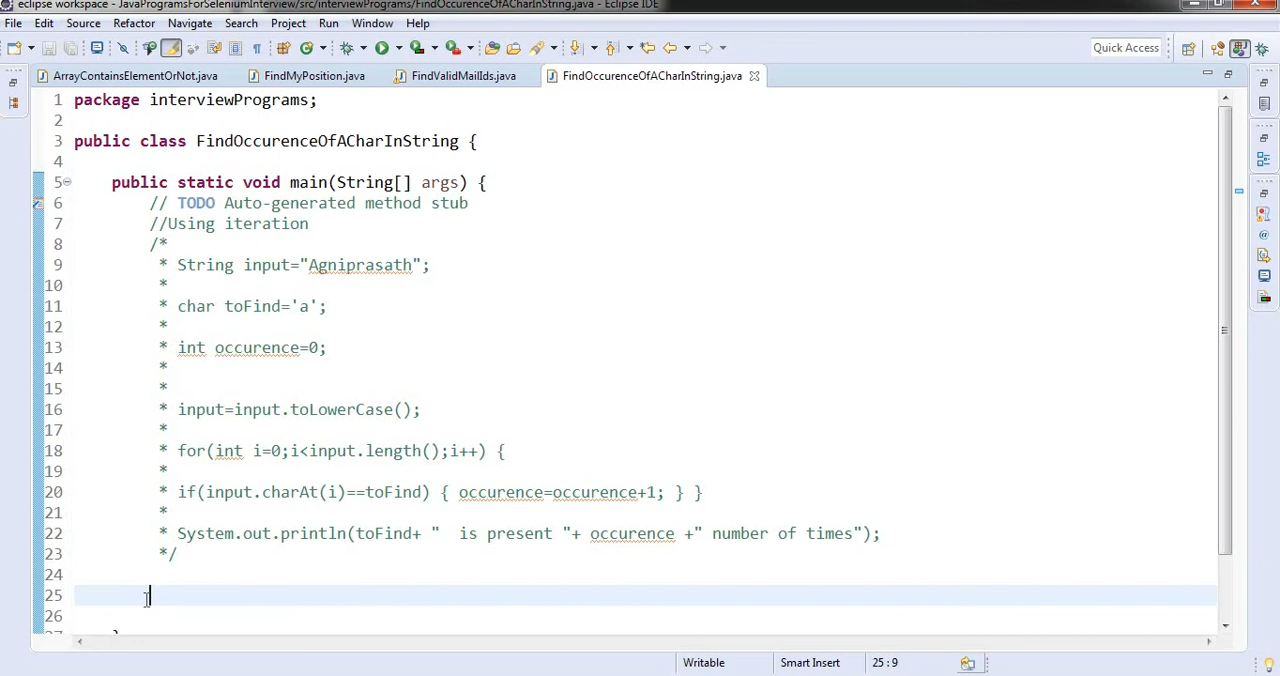 eclipse workspace - JavaProgramsForSeleniumInterview/src/interviewPrograms/FindOccurenceOfACharInString.java - Eclipse IDE
File Edit Source Refactor Navigate Search Project Run Window Help
Quick Access
ArrayContainsElementOrNot.java FindMyPosition.java FindValidMailIds.java FindOccurenceOfACharInString.java
1 package interviewPrograms;
2
3 public class FindOccurenceOfACharInString {
4
5 public static void main(String[] args) {
6 // TODO Auto-generated method stub
7 //Using iteration
8 /*
9 * String input="Agniprasath";
10 *
11 * char toFind='a';
12 *
13 * int occurence=0;
14 *
15 *
16 * input=input.toLowerCase();
17 *
18 * for(int i=0;i<input.length();i++) {
19 *
20 * if(input.charAt(i)==toFind) { occurence=occurence+1; } }
21 *
22 * System.out.println(toFind+ "  is present "+ occurence +" number of times");
23 */
24
25
26
27 }
Writable Smart Insert 25:9